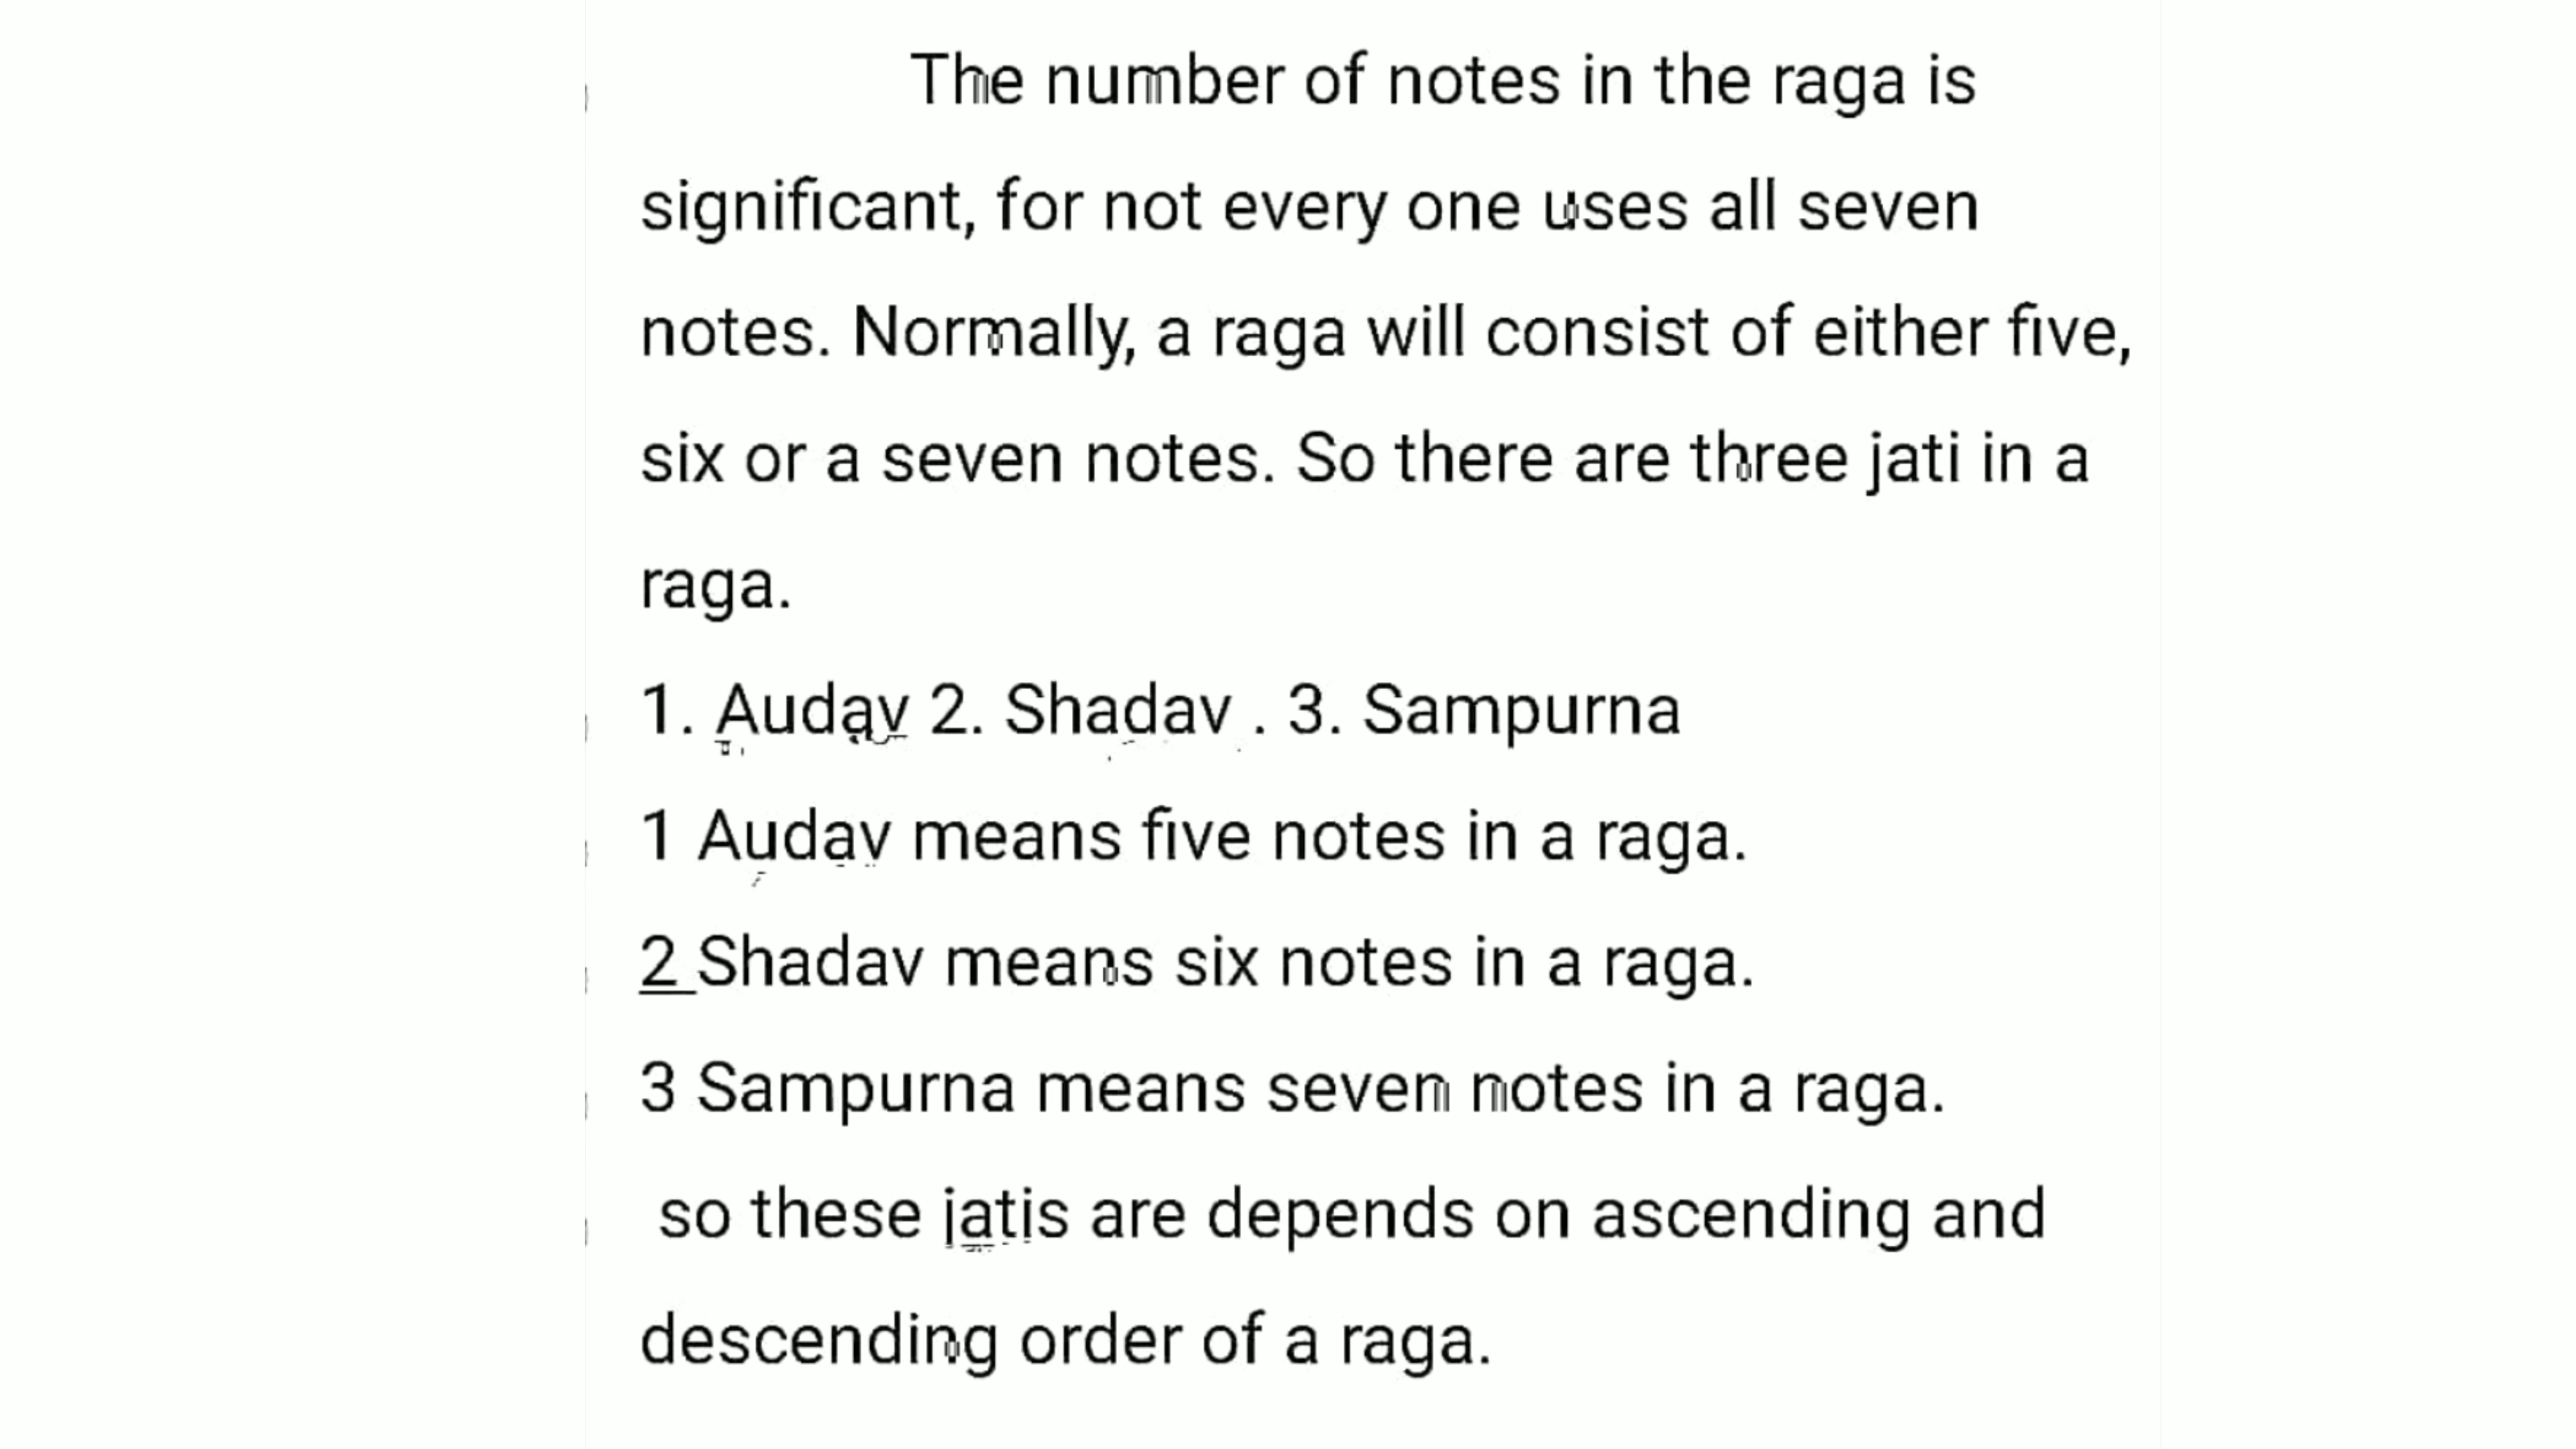 The number of notes in the raga is
significant, for not every one uses all seven
notes. Normally, a raga will consist of either five,
six or a seven notes. So there are three jati in a
raga.
1. Audav 2. Shadav . 3. Sampurna
1 Audav means five notes in a raga.
2 Shadav means six notes in a raga.
3 Sampurna means seven notes in a raga.
so these jatis are depends on ascending and
descending order of a raga.